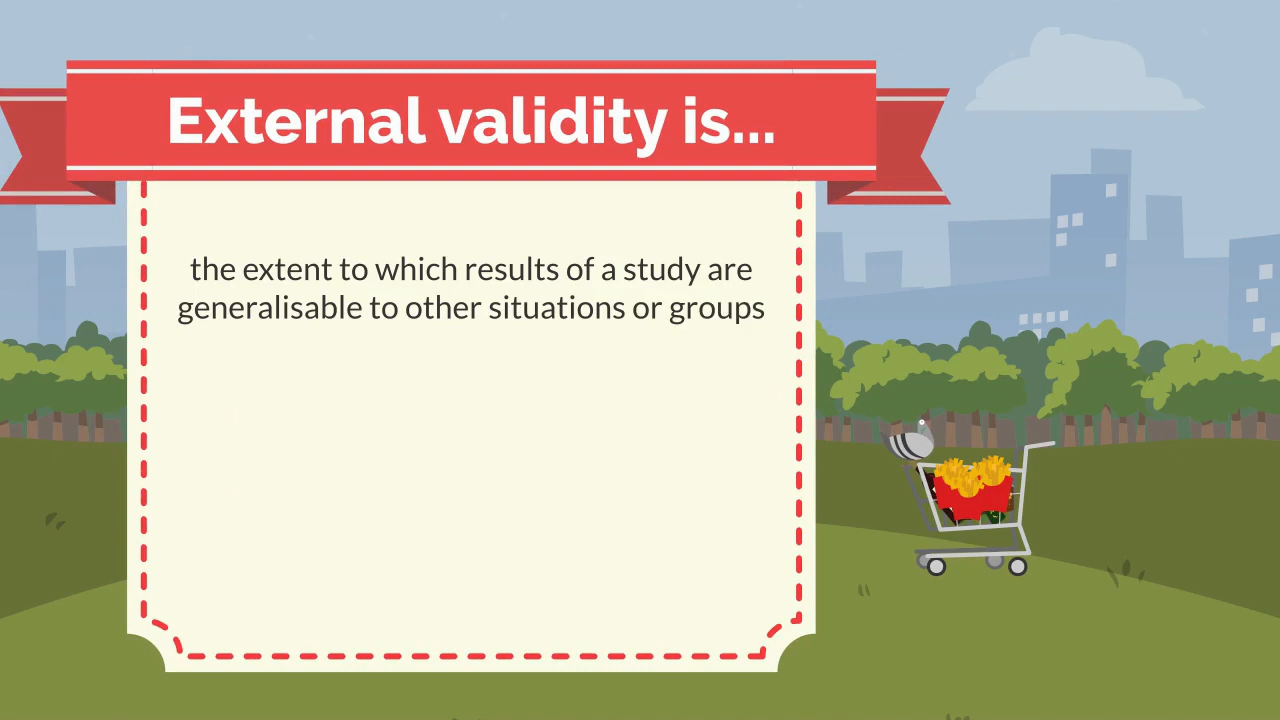 External validity is...
the extent to which results of a study are
generalisable to other situations or groups